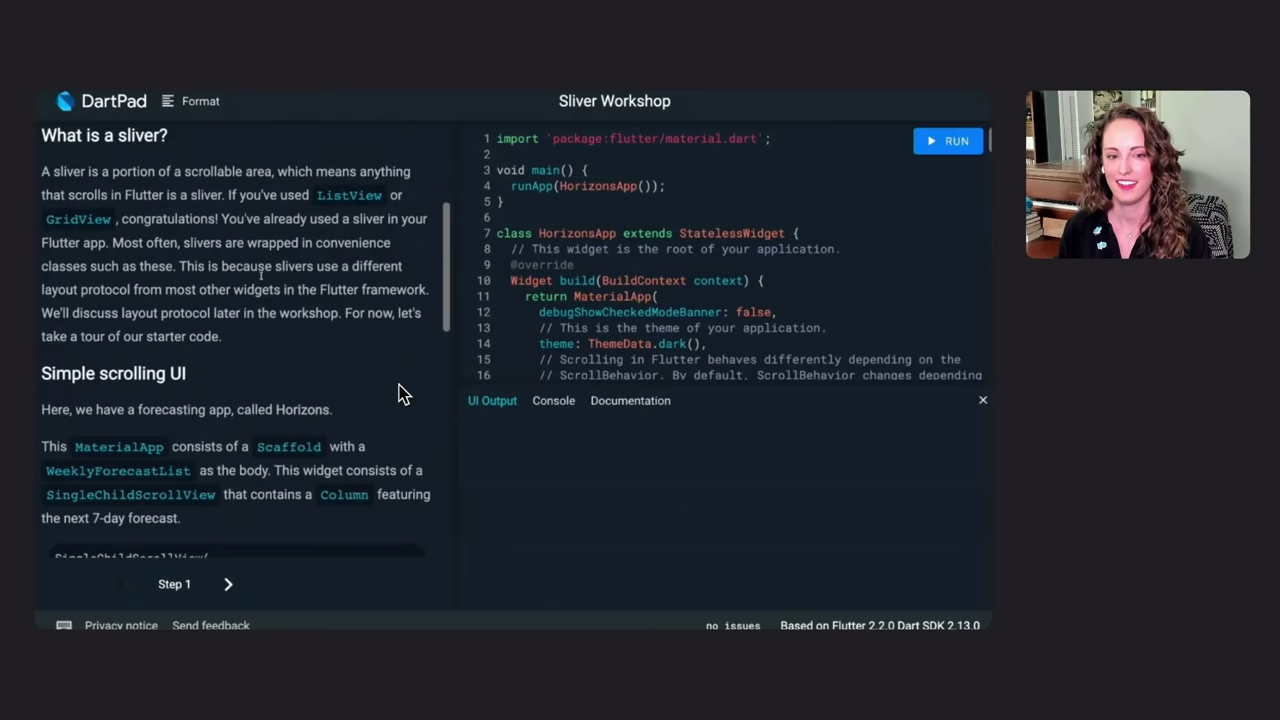 DartPad
Format
Sliver Workshop
What is a sliver?
A sliver is a portion of a scrollable area, which means anything
that scrolls in Flutter is a sliver. If you've used ListView or
GridView , congratulations! You've already used a sliver in your
Flutter app. Most often, slivers are wrapped in convenience
classes such as these. This is because slivers use a different
layout protocol from most other widgets in the Flutter framework.
We'll discuss layout protocol later in the workshop. For now, let's
take a tour of our starter code.
Simple scrolling UI
Here, we have a forecasting app, called Horizons.
This MaterialApp consists of a Scaffold with a
WeeklyForecastList as the body. This widget consists of a
SingleChildScrollView that contains a Column featuring
the next 7-day forecast.
SingleChildScrollView(
Step 1
1 import 'package:flutter/material.dart';
2
3 void main() {
4 runApp(HorizonsApp());
5 }
6
7 class HorizonsApp extends StatelessWidget {
8 // This widget is the root of your application.
9 @override
10 Widget build(BuildContext context) {
11 return MaterialApp(
12 debugShowCheckedModeBanner: false,
13 // This is the theme of your application.
14 theme: ThemeData.dark(),
15 // Scrolling in Flutter behaves differently depending on the
16 // ScrollBehavior. By default, ScrollBehavior changes depending
RUN
UI Output
Console
Documentation
Privacy notice
Send feedback
no issues
Based on Flutter 2.2.0 Dart SDK 2.13.0